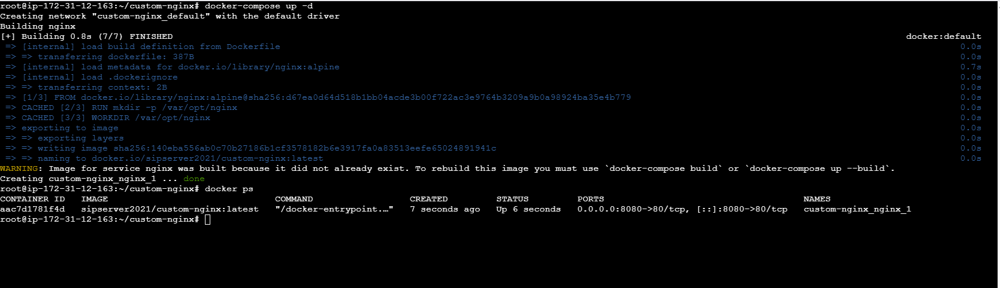 root@ip-172-31-12-163:~/custom-nginx# docker-compose up -d
Creating network "custom-nginx_default" with the default driver
Building nginx
[+] Building 0.8s (7/7) FINISHED docker:default
=> [internal] load build definition from Dockerfile 0.0s
=> => transferring dockerfile: 387B 0.0s
=> [internal] load metadata for docker.io/library/nginx:alpine 0.7s
=> [internal] load .dockerignore 0.0s
=> => transferring context: 2B 0.0s
=> [1/3] FROM docker.io/library/nginx:alpine@sha256:d67ea0d64d518b1bb04acde3b00f722ac3e9764b3209a9b0a98924ba35e4b779 0.0s
=> CACHED [2/3] RUN mkdir -p /var/opt/nginx 0.0s
=> CACHED [3/3] WORKDIR /var/opt/nginx 0.0s
=> exporting to image 0.0s
=> => exporting layers 0.0s
=> => writing image sha256:140eba556ab0c70b27186b1cf3578182b6e3917fa0a83513eefe65024891941c 0.0s
=> => naming to docker.io/sipserver2021/custom-nginx:latest 0.0s
WARNING: Image for service nginx was built because it did not already exist. To rebuild this image you must use `docker-compose build` or `docker-compose up --build`.
Creating custom-nginx_nginx_1 ... done
root@ip-172-31-12-163:~/custom-nginx# docker ps
CONTAINER ID IMAGE COMMAND CREATED STATUS PORTS NAMES
aac7d1781f4d sipserver2021/custom-nginx:latest "/docker-entrypoint.…" 7 seconds ago Up 6 seconds 0.0.0.0:8080->80/tcp, [::]:8080->80/tcp custom-nginx_nginx_1
root@ip-172-31-12-163:~/custom-nginx#